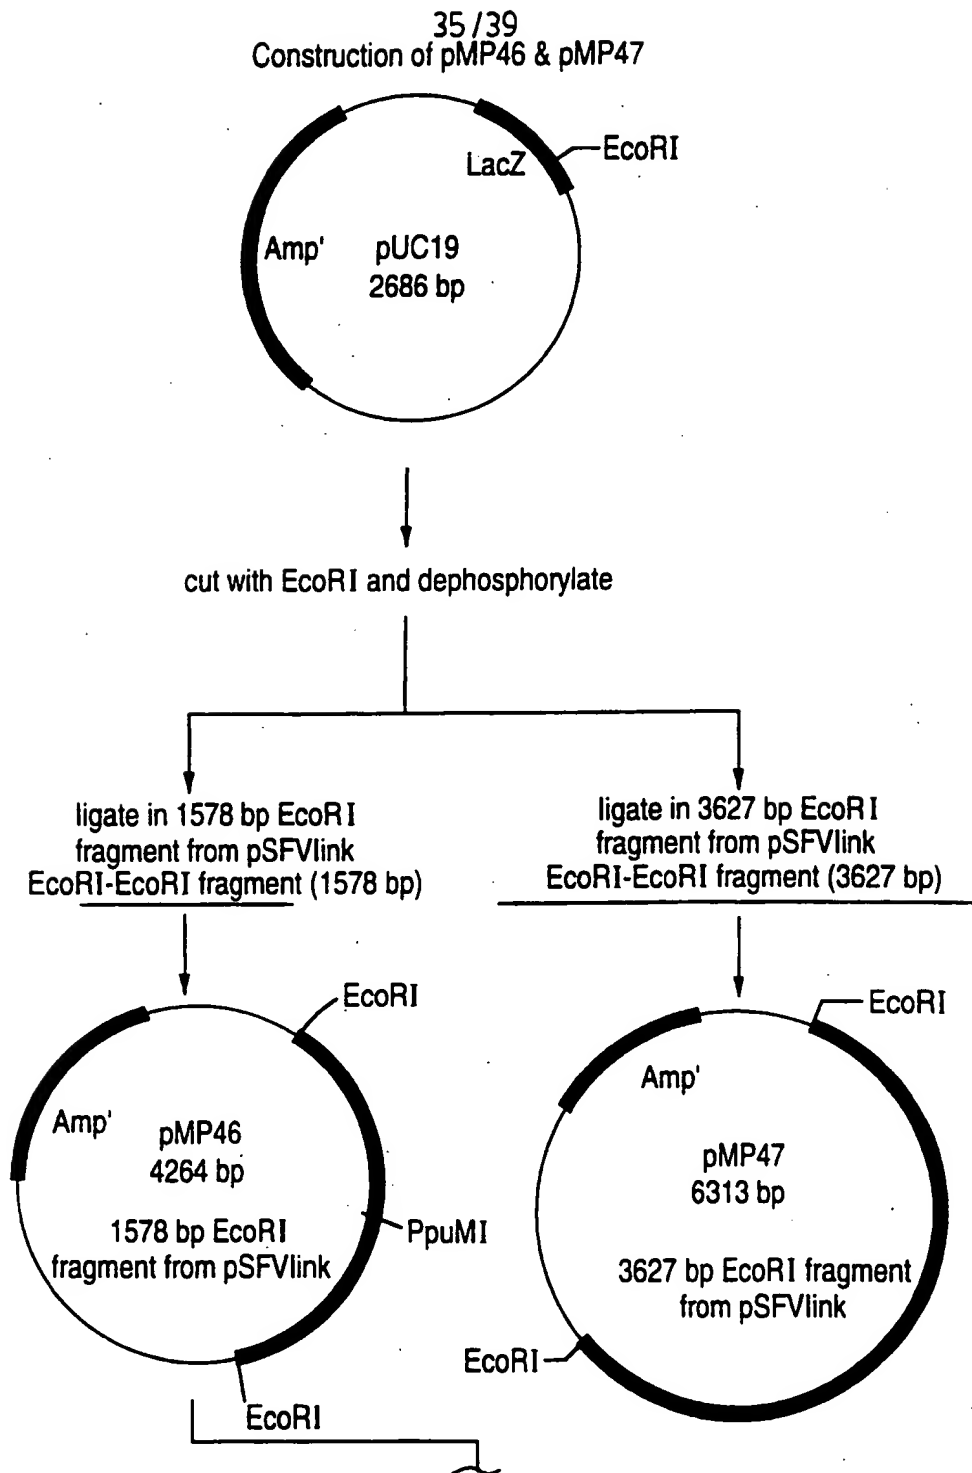 35/39
Construction of pMP46 & pMP47
EcoRI
LacZ
Amp'
pUC19
2686 bp
cut with EcoRI and dephosphorylate
ligate in 1578 bp EcoRI
fragment from pSFVlink
EcoRI-EcoRI fragment (1578 bp)
ligate in 3627 bp EcoRI
fragment from pSFVlink
EcoRI-EcoRI fragment (3627 bp)
EcoRI
Amp'
pMP46
4264 bp
PpuMI
1578 bp EcoRI
fragment from pSFVlink
EcoRI
EcoRI
Amp'
pMP47
6313 bp
3627 bp EcoRI fragment
from pSFVlink
EcoRI